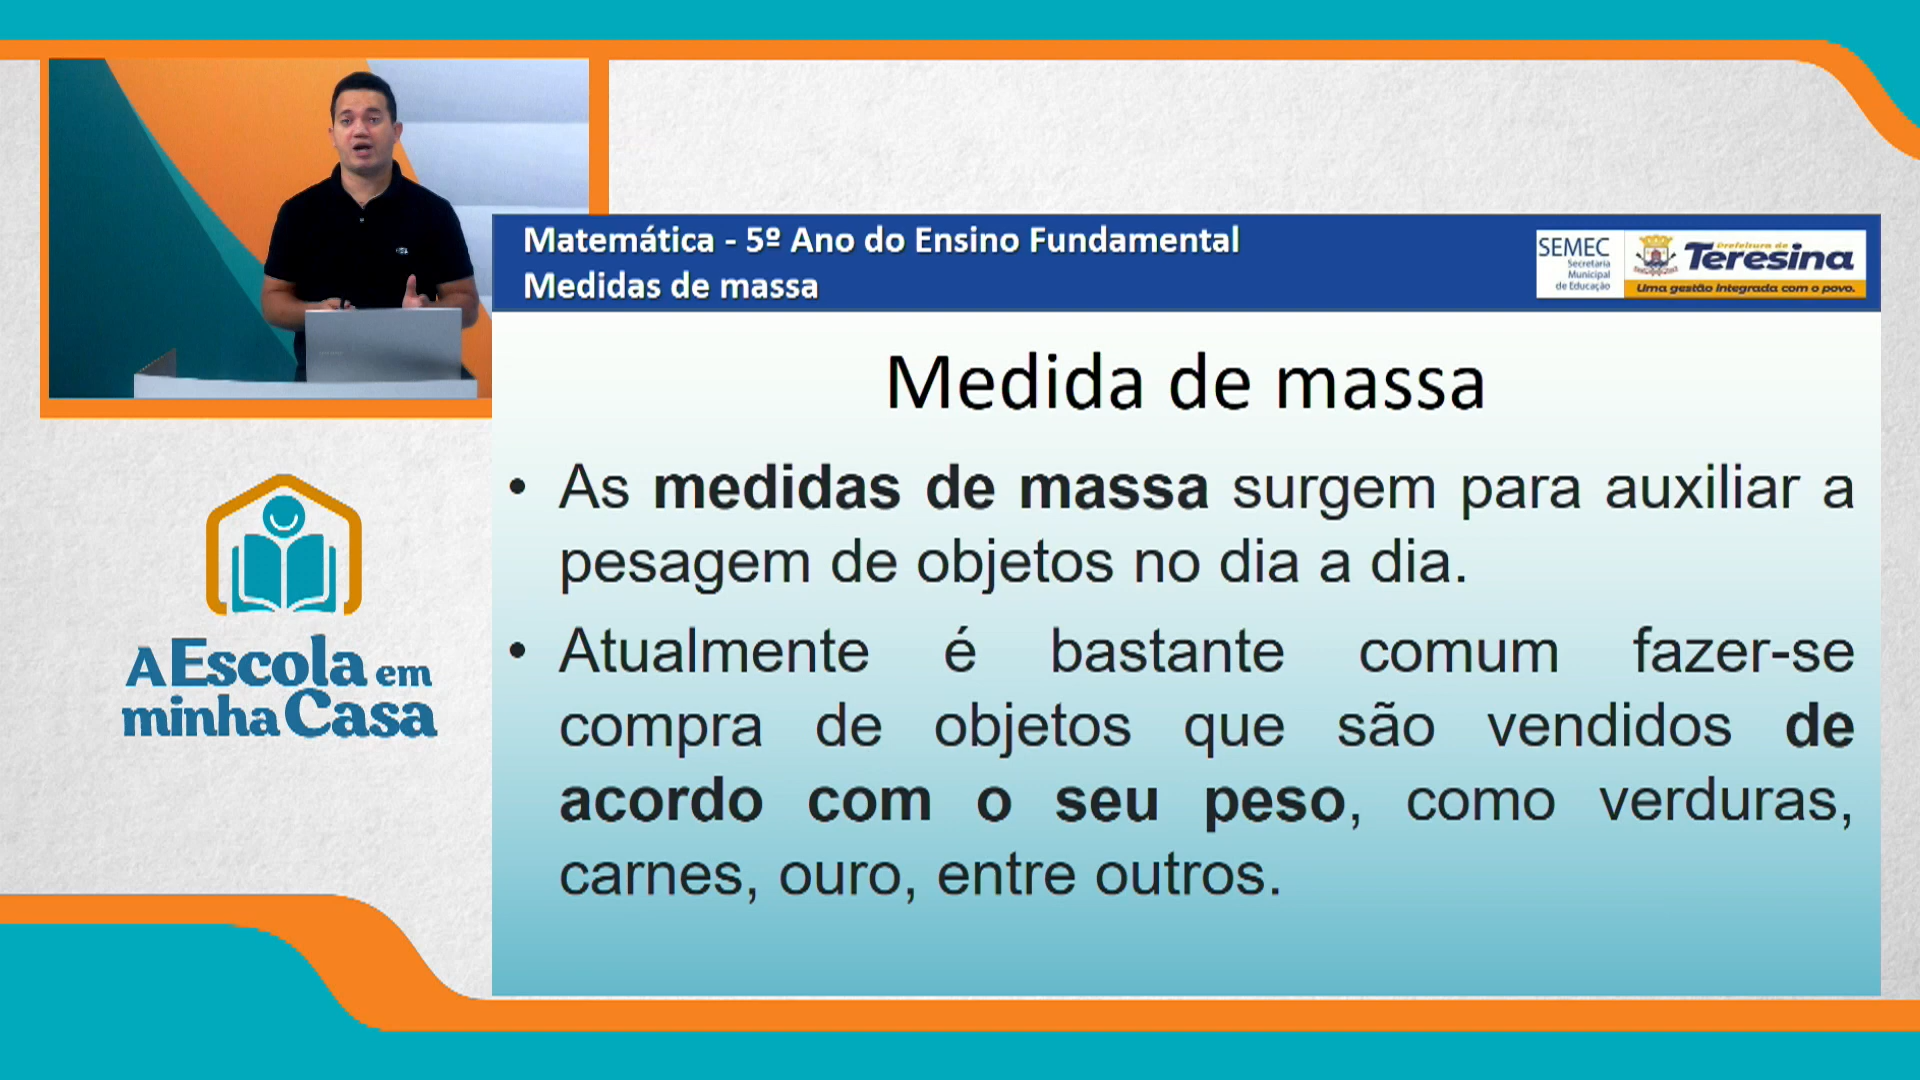 Matemática - 5º Ano do Ensino Fundamental
Medidas de massa
SEMEC
Secretaria
Municipal
de Educação
Prefeitura de
Teresina
Uma gestão integrada com o povo.
Medida de massa
• As medidas de massa surgem para auxiliar a
pesagem de objetos no dia a dia.
• Atualmente é bastante comum fazer-se
compra de objetos que são vendidos de
acordo com o seu peso, como verduras,
carnes, ouro, entre outros.
A Escola em
minha Casa